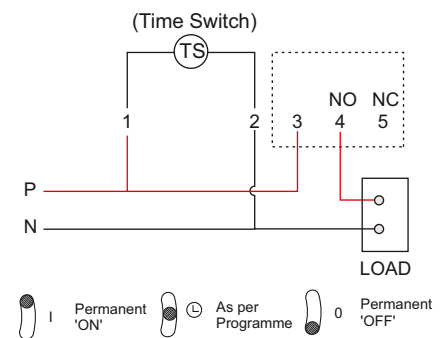 (Time Switch)
TS
NO NC
1 2 3 4 5
P
N
LOAD
I Permanent 'ON' As per Programme 0 Permanent 'OFF'